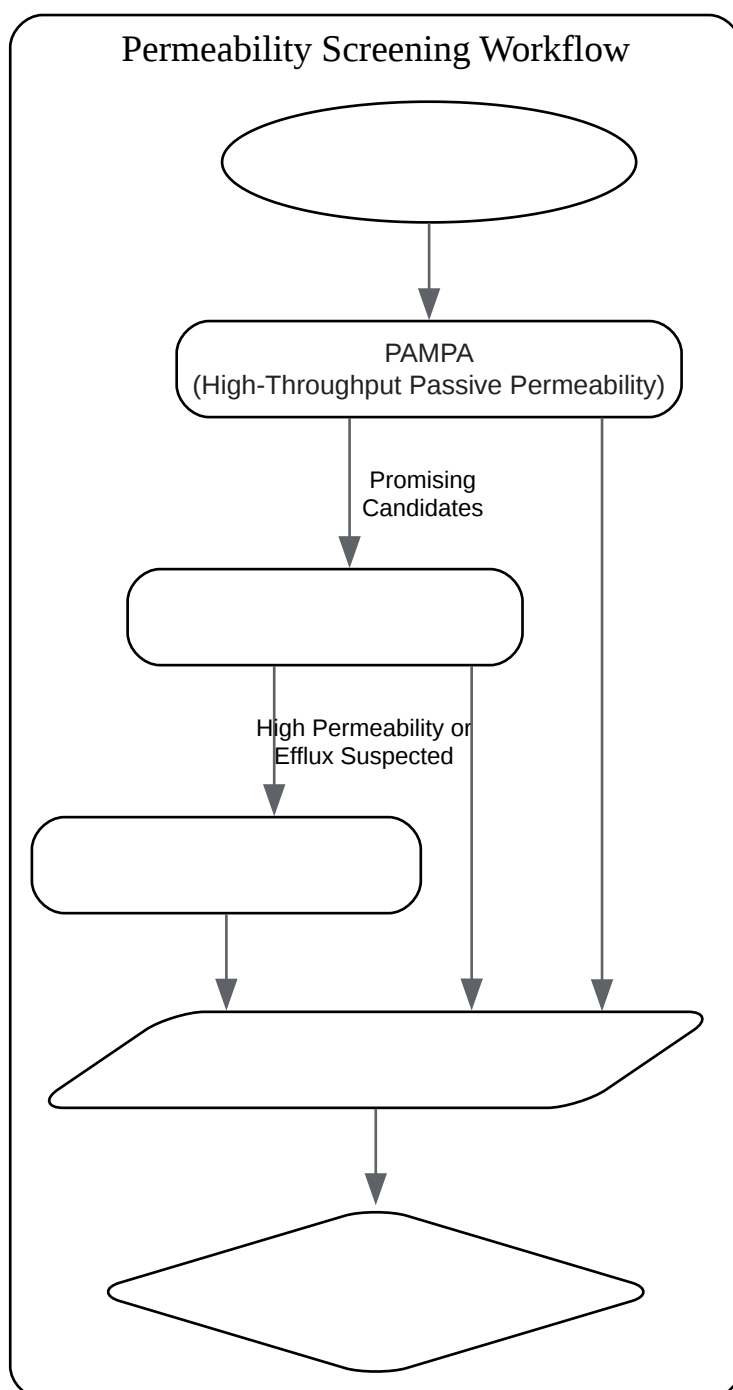 Permeability Screening Workflow
PAMPA
(High-Throughput Passive Permeability)
Promising
Candidates
High Permeability or
Efflux Suspected